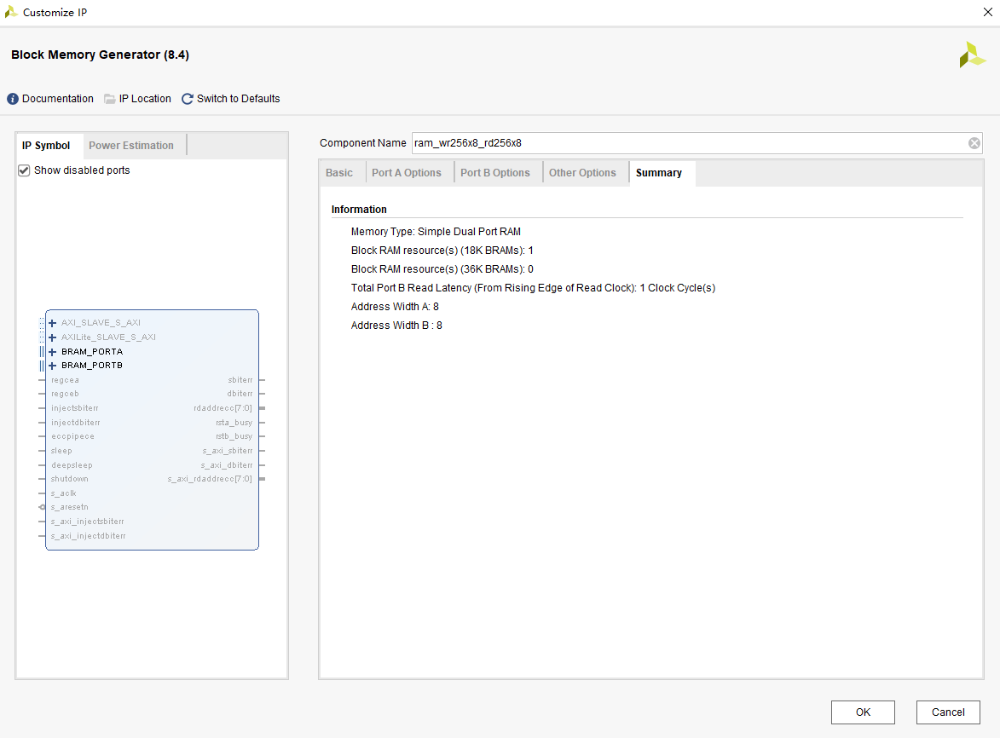 Customize IP
Block Memory Generator (8.4)
Documentation IP Location Switch to Defaults
IP Symbol Power Estimation
Show disabled ports
AXI_SLAVE_S_AXI
AXILite_SLAVE_S_AXI
BRAM_PORTA
BRAM_PORTB
regcea sbiterr
regceb dbiterr
injectsbiterr rdaddrecc[7:0]
injectdbiterr rsta_busy
eccpipece rstb_busy
sleep s_axi_sbiterr
deepsleep s_axi_dbiterr
shutdown s_axi_rdaddrecc[7:0]
s_aclk
s_aresetn
s_axi_injectsbiterr
s_axi_injectdbiterr
Component Name ram_wr256x8_rd256x8
Basic Port A Options Port B Options Other Options Summary
Information
Memory Type: Simple Dual Port RAM
Block RAM resource(s) (18K BRAMs): 1
Block RAM resource(s) (36K BRAMs): 0
Total Port B Read Latency (From Rising Edge of Read Clock): 1 Clock Cycle(s)
Address Width A: 8
Address Width B : 8
OK Cancel